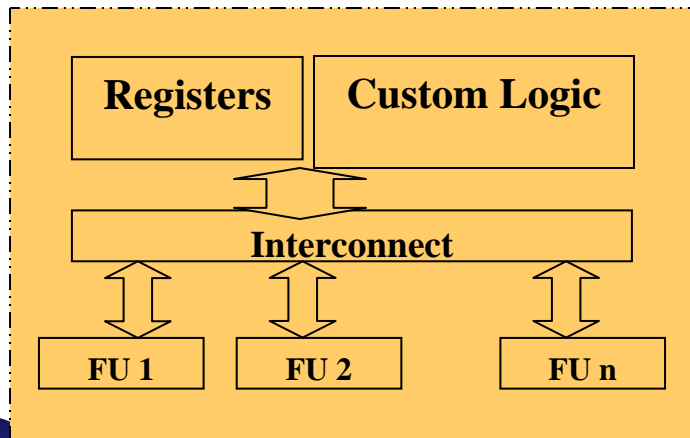 Registers
Custom Logic
Interconnect
FU 1
FU 2
FU n